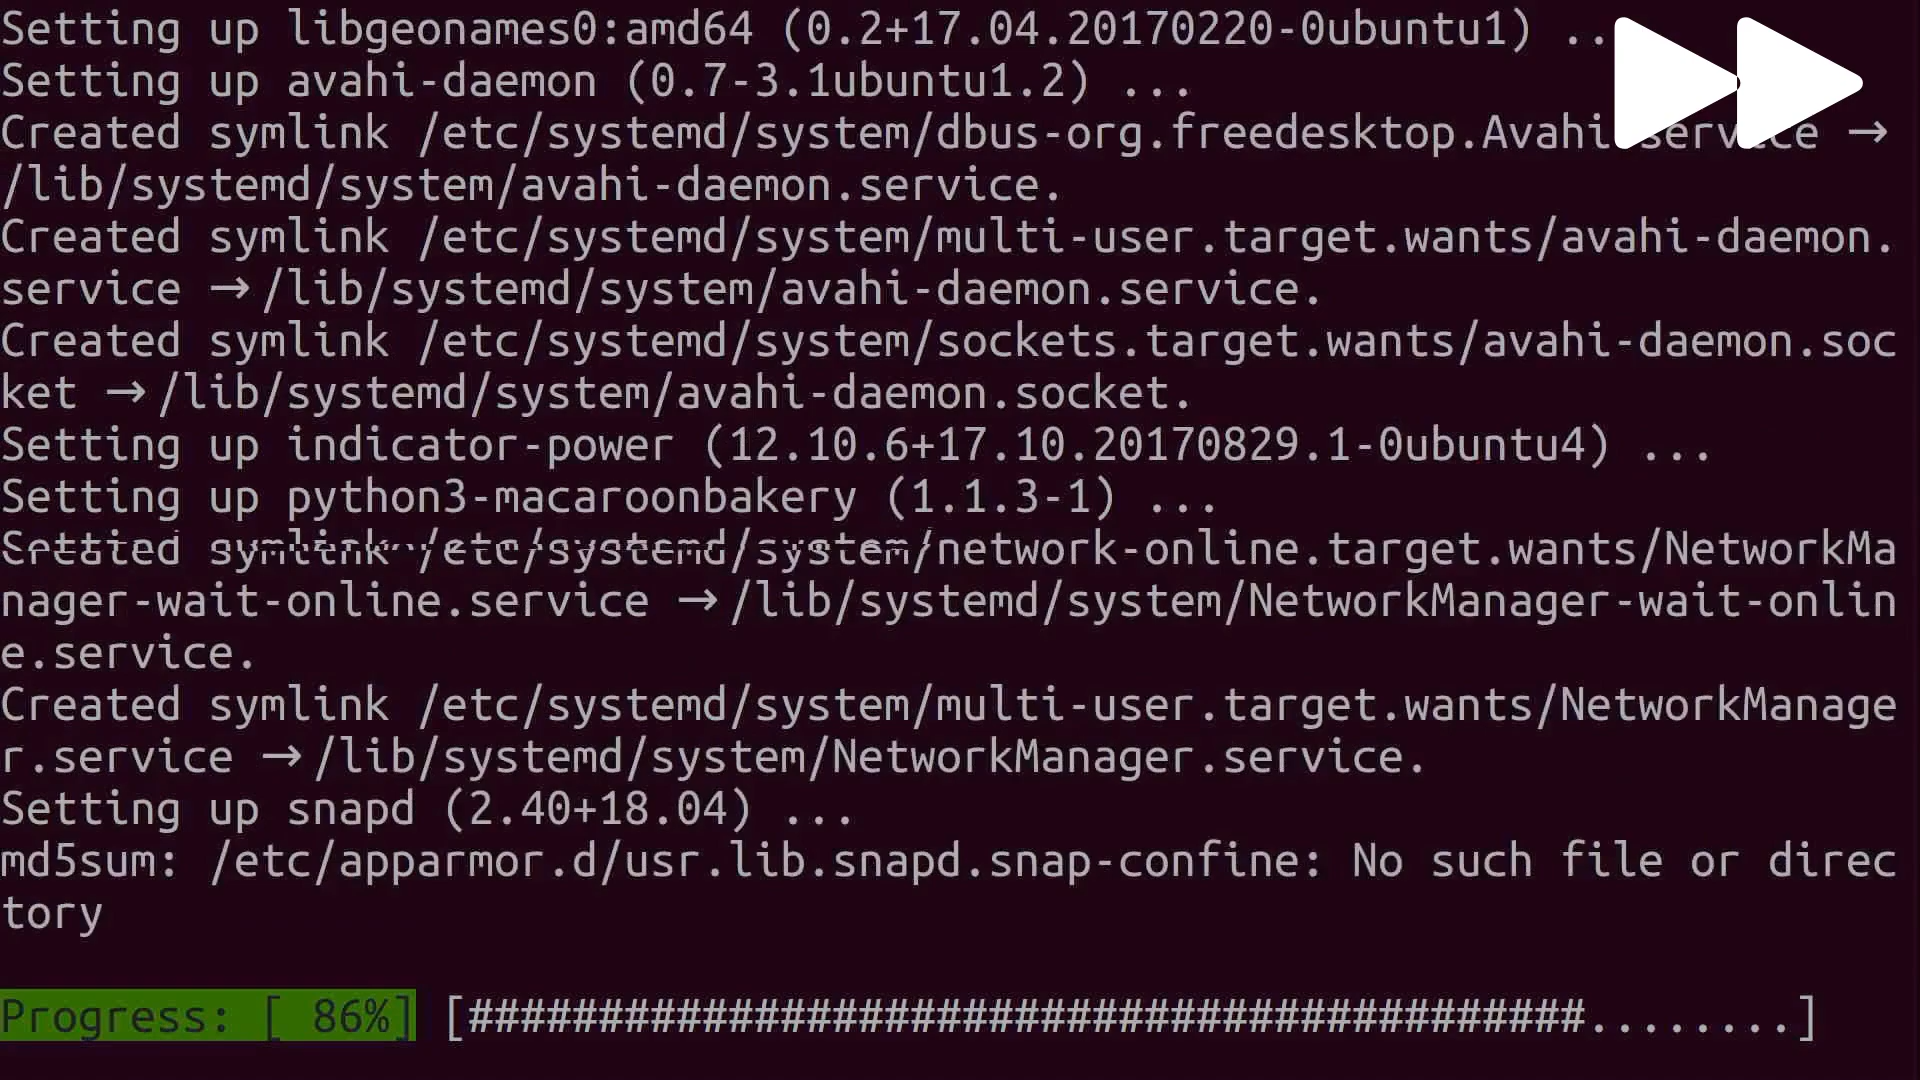 Setting up libgeonames0:amd64 (0.2+17.04.20170220-0ubuntu1) ..
Setting up avahi-daemon (0.7-3.1ubuntu1.2) ...
Created symlink /etc/systemd/system/dbus-org.freedesktop.Avahi.service →
/lib/systemd/system/avahi-daemon.service.
Created symlink /etc/systemd/system/multi-user.target.wants/avahi-daemon.
service → /lib/systemd/system/avahi-daemon.service.
Created symlink /etc/systemd/system/sockets.target.wants/avahi-daemon.soc
ket → /lib/systemd/system/avahi-daemon.socket.
Setting up indicator-power (12.10.6+17.10.20170829.1-0ubuntu4) ...
Setting up python3-macaroonbakery (1.1.3-1) ...
symlink /etc/systemd/system/network-online.target.wants/NetworkMa
nager-wait-online.service → /lib/systemd/system/NetworkManager-wait-onlin
e.service.
Created symlink /etc/systemd/system/multi-user.target.wants/NetworkManage
r.service → /lib/systemd/system/NetworkManager.service.
Setting up snapd (2.40+18.04) ...
md5sum: /etc/apparmor.d/usr.lib.snapd.snap-confine: No such file or direc
tory
Progress: [ 86%] [###########################################........]